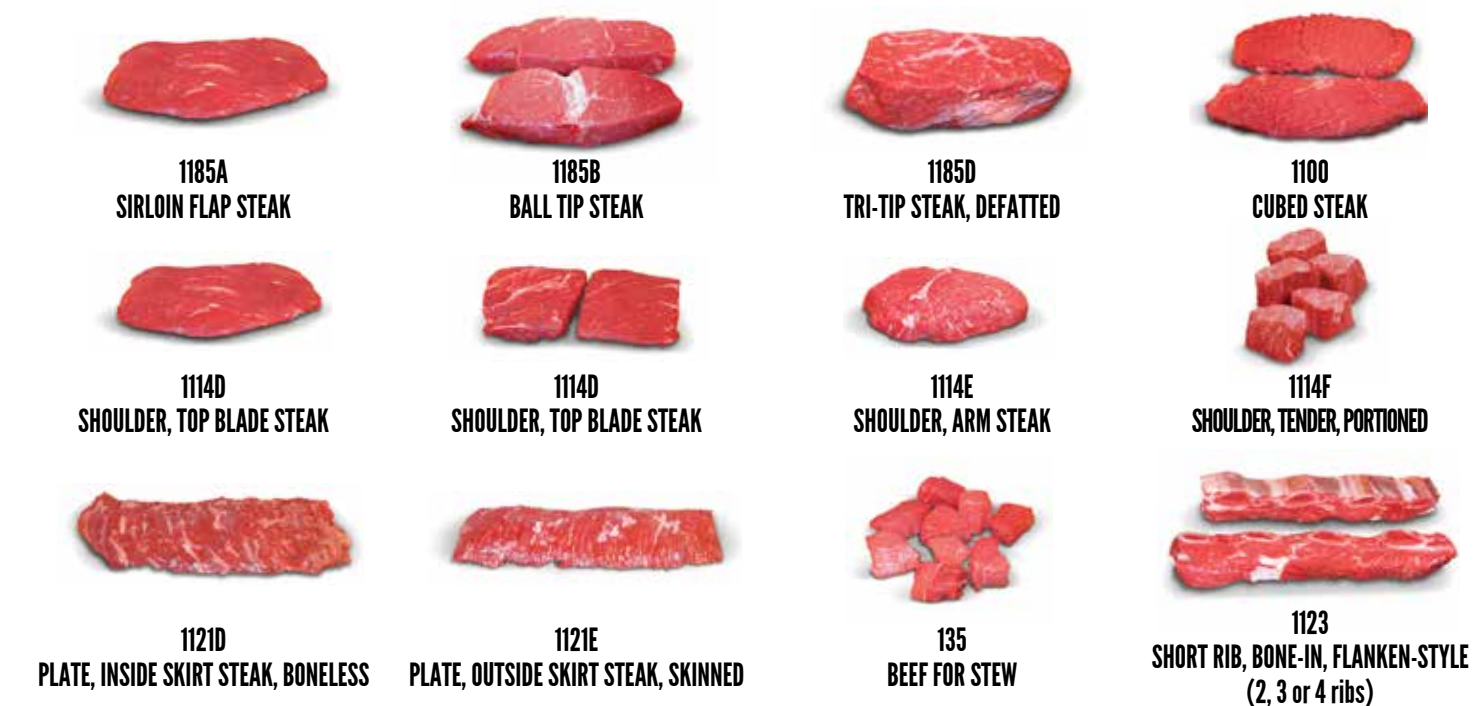 1185A
SIRLOIN FLAP STEAK
1185B
BALL TIP STEAK
1185D
TRI-TIP STEAK, DEFATTED
1100
CUBED STEAK
1114D
SHOULDER, TOP BLADE STEAK
1114D
SHOULDER, TOP BLADE STEAK
1114E
SHOULDER, ARM STEAK
1114F
SHOULDER, TENDER, PORTIONED
1121D
PLATE, INSIDE SKIRT STEAK, BONELESS
1121E
PLATE, OUTSIDE SKIRT STEAK, SKINNED
135
BEEF FOR STEW
1123
SHORT RIB, BONE-IN, FLANKEN-STYLE
(2, 3 or 4 ribs)